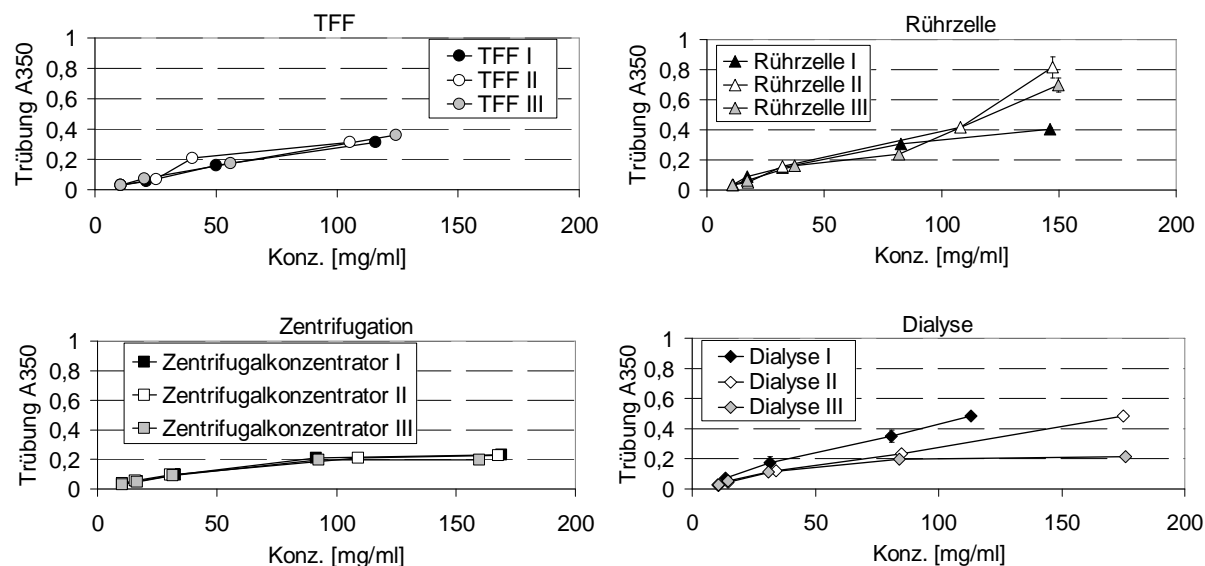 TFF
Trübung A350
1
0,8
0,6
0,4
0,2
0
TFF I
TFF II
TFF III
0 50 100 150 200
Konz. [mg/ml]
Rührzelle
Trübung A350
1
0,8
0,6
0,4
0,2
0
Rührzelle I
Rührzelle II
Rührzelle III
0 50 100 150 200
Konz. [mg/ml]
Zentrifugation
Trübung A350
1
0,8
0,6
0,4
0,2
0
Zentrifugalkonzentrator I
Zentrifugalkonzentrator II
Zentrifugalkonzentrator III
0 50 100 150 200
Konz. [mg/ml]
Dialyse
Trübung A350
1
0,8
0,6
0,4
0,2
0
Dialyse I
Dialyse II
Dialyse III
0 50 100 150 200
Konz. [mg/ml]